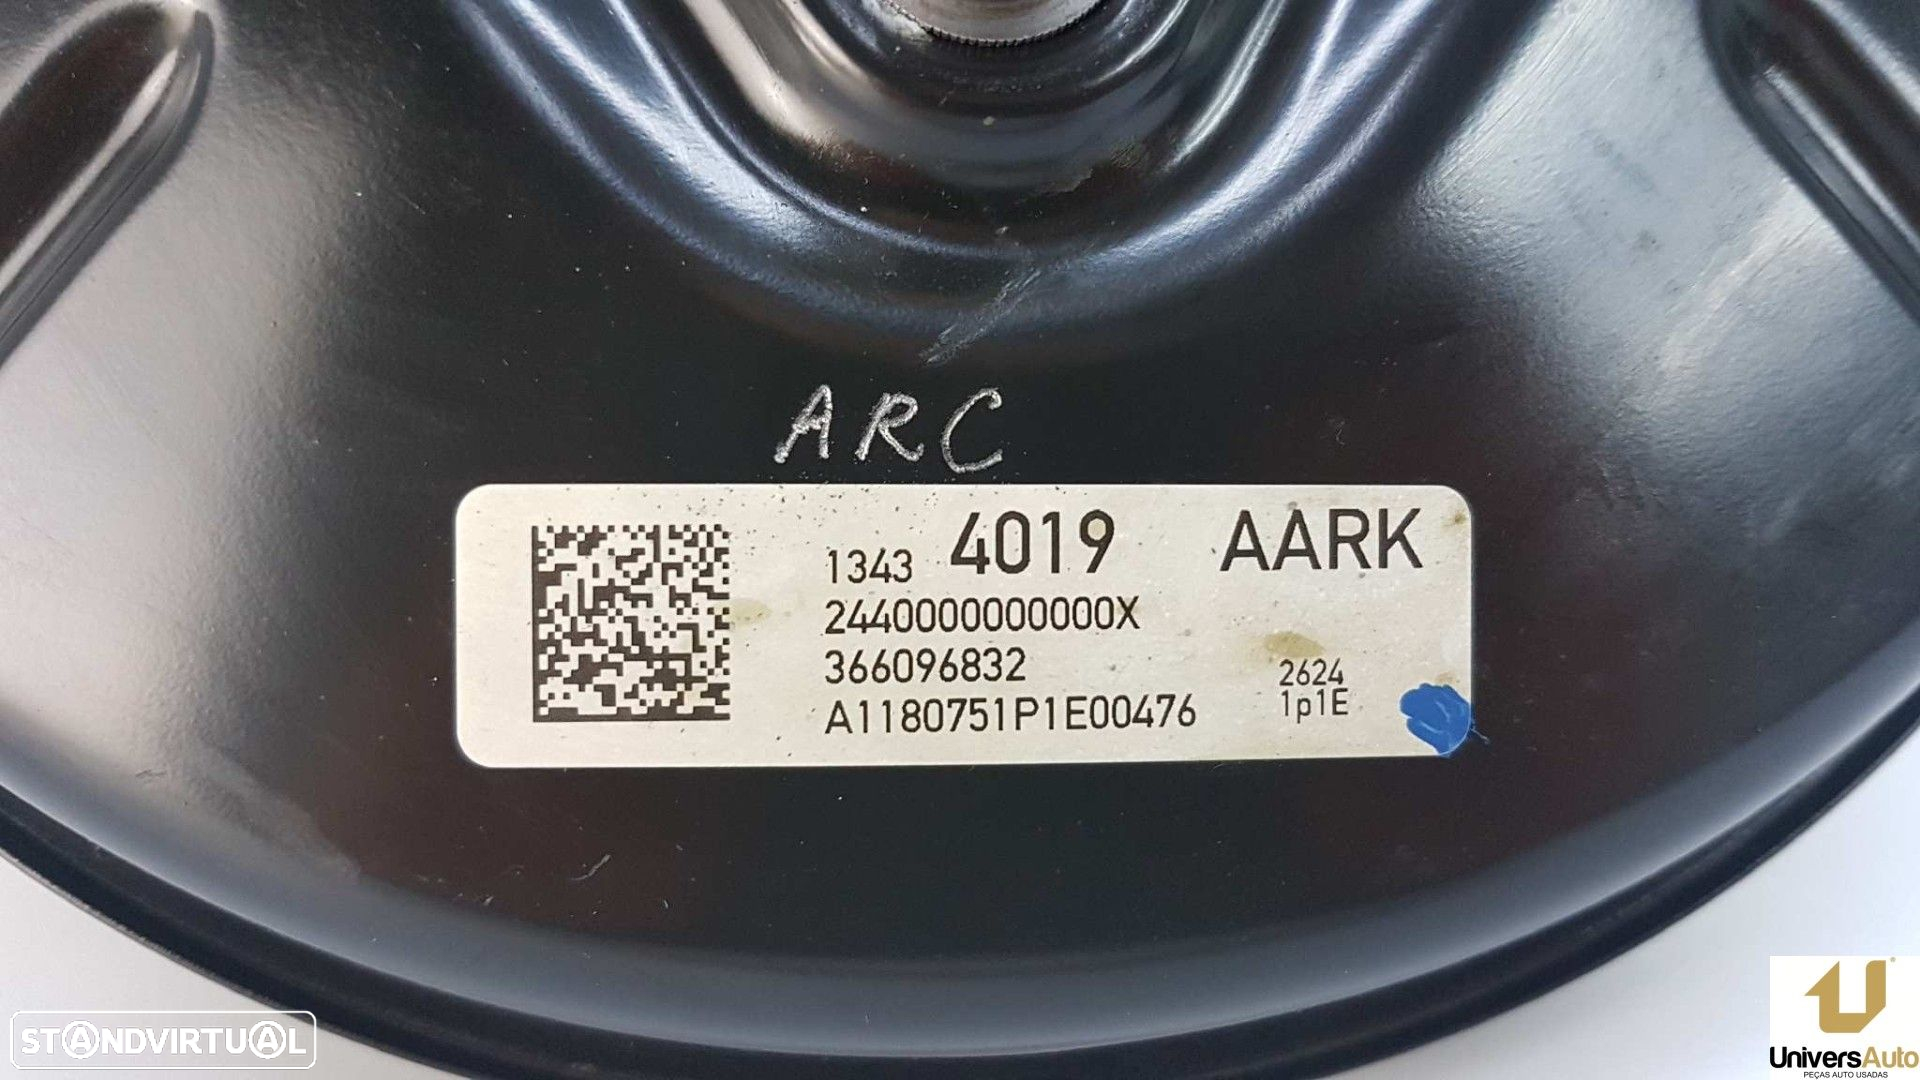 ARC
1343 4019 AARK
2440000000000X
366096832 2624
A1180751P1E00476 1p1E
STANDVIRTUAL
UniversAuto
PEÇAS AUTO USADAS